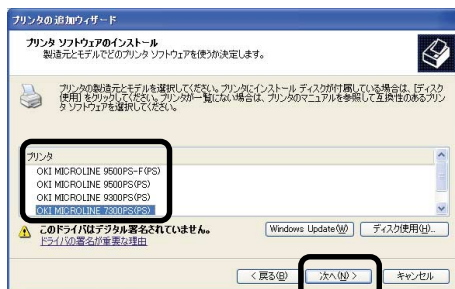 プリンタの追加ウィザード
プリンタ ソフトウェアのインストール
製造元とモデルでどのプリンタ ソフトウェアを使うか決定します。
プリンタの製造元とモデルを選択してください。プリンタにインストール ディスクが付属している場合は、[ディスク
使用] をクリックしてください。プリンタが一覧にない場合は、プリンタのマニュアルを参照して互換性のあるプリン
タ ソフトウェアを選択してください。
プリンタ
OKI MICROLINE 9500PS-F(PS)
OKI MICROLINE 9500PS(PS)
OKI MICROLINE 9300PS(PS)
OKI MICROLINE 7300PS(PS)
このドライバはデジタル署名されていません。
ドライバの署名が重要な理由
Windows Update(W)
ディスク使用(H)...
< 戻る(B)
次へ(N) >
キャンセル